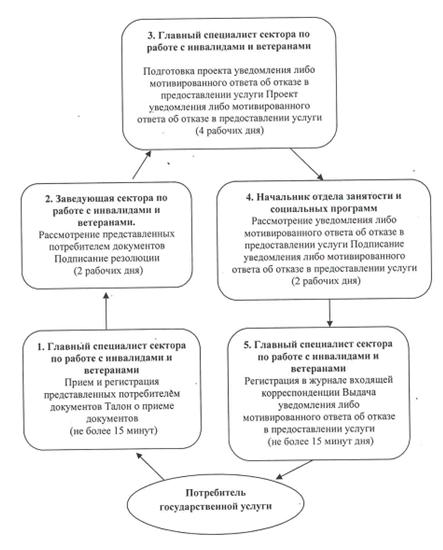 3. Главный специалист сектора по
работе с инвалидами и ветеранами
Подготовка проекта уведомления либо
мотивированного ответа об отказе в
предоставлении услуги Проект
уведомления либо мотивированного
ответа об отказе в предоставлении услуги
(4 рабочих дня)
2. Заведующая сектора по
работе с инвалидами и
ветеранами.
Рассмотрение представленных
потребителем документов
Подписание резолюции
(2 рабочих дня)
4. Начальник отдела занятости и
социальных программ
Рассмотрение уведомления либо
мотивированного ответа об отказе в
предоставлении услуги Подписание
уведомления либо мотивированного
ответа об отказе в предоставлении услуги
(2 рабочих дня)
1. Главный специалист сектора
по работе с инвалидами и
ветеранами
Прием и регистрация
представленных потребителем
документов Талон о приеме
документов
(не более 15 минут)
5. Главный специалист сектора
по работе с инвалидами и
ветеранами
Регистрация в журнале входящей
корреспонденции Выдача
уведомления либо
мотивированного ответа об отказе
в предоставлении услуги
(не более 15 минут дня)
Потребитель
государственной услуги